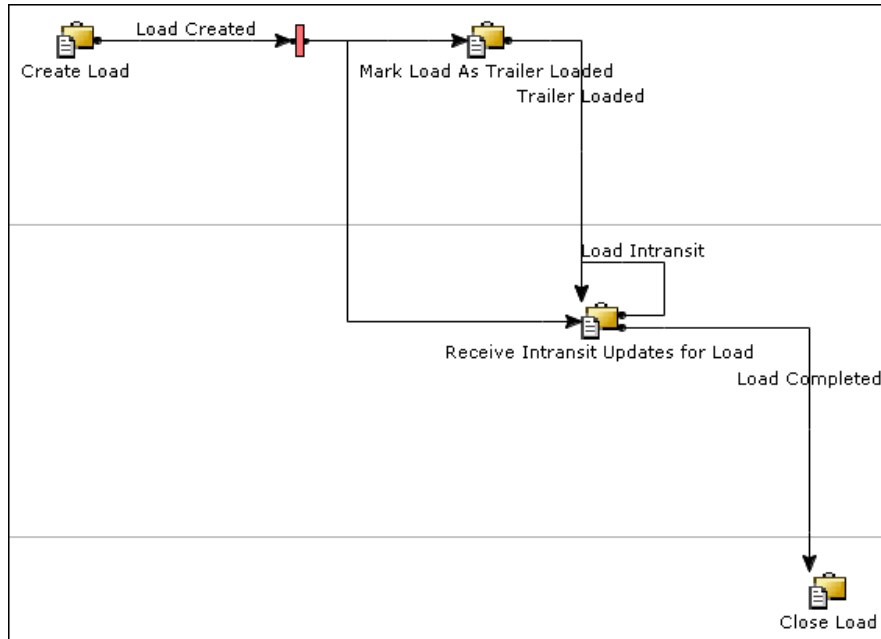 Load Created
Create Load
Mark Load As Trailer Loaded
Trailer Loaded
Load Intransit
Receive Intransit Updates for Load
Load Completed
Close Load